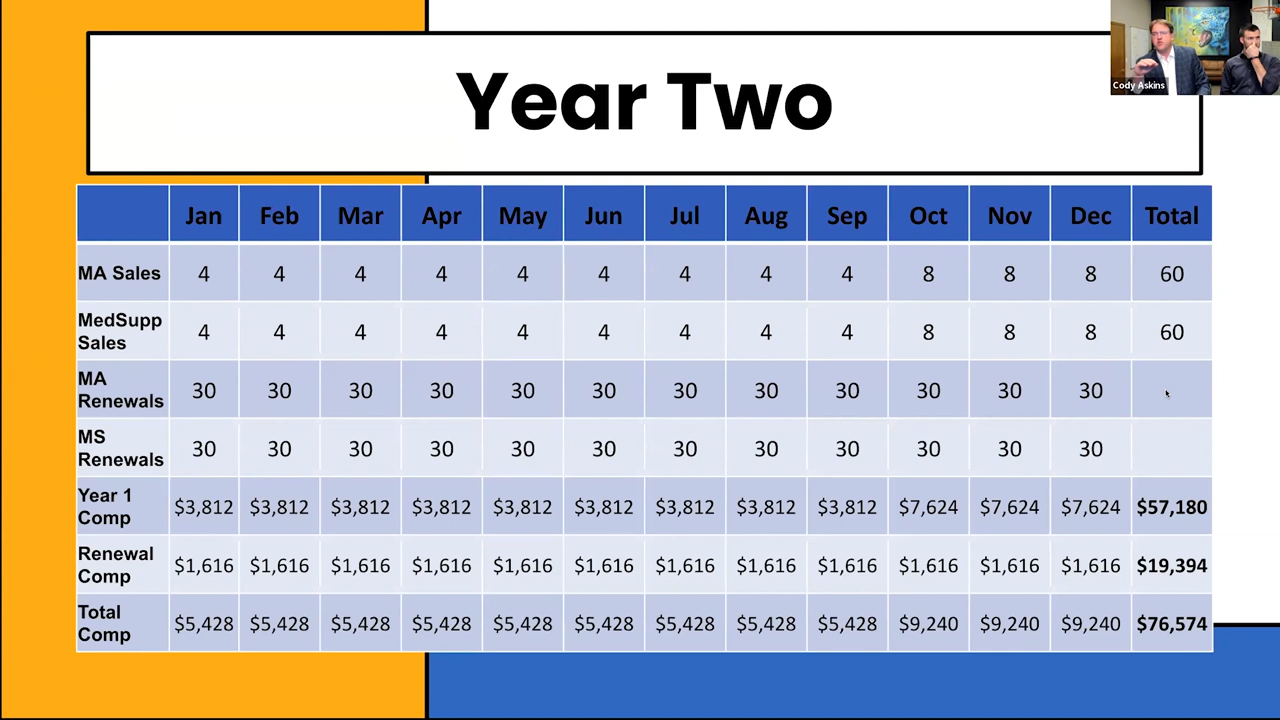 Cody Askins
Year Two
Jan Feb Mar Apr May Jun Jul Aug Sep Oct Nov Dec Total
MA Sales 4 4 4 4 4 4 4 4 4 8 8 8 60
MedSupp
Sales 4 4 4 4 4 4 4 4 4 8 8 8 60
MA
Renewals 30 30 30 30 30 30 30 30 30 30 30 30
MS
Renewals 30 30 30 30 30 30 30 30 30 30 30 30
Year 1
Comp $3,812 $3,812 $3,812 $3,812 $3,812 $3,812 $3,812 $3,812 $3,812 $7,624 $7,624 $7,624 $57,180
Renewal
Comp $1,616 $1,616 $1,616 $1,616 $1,616 $1,616 $1,616 $1,616 $1,616 $1,616 $1,616 $1,616 $19,394
Total
Comp $5,428 $5,428 $5,428 $5,428 $5,428 $5,428 $5,428 $5,428 $5,428 $9,240 $9,240 $9,240 $76,574